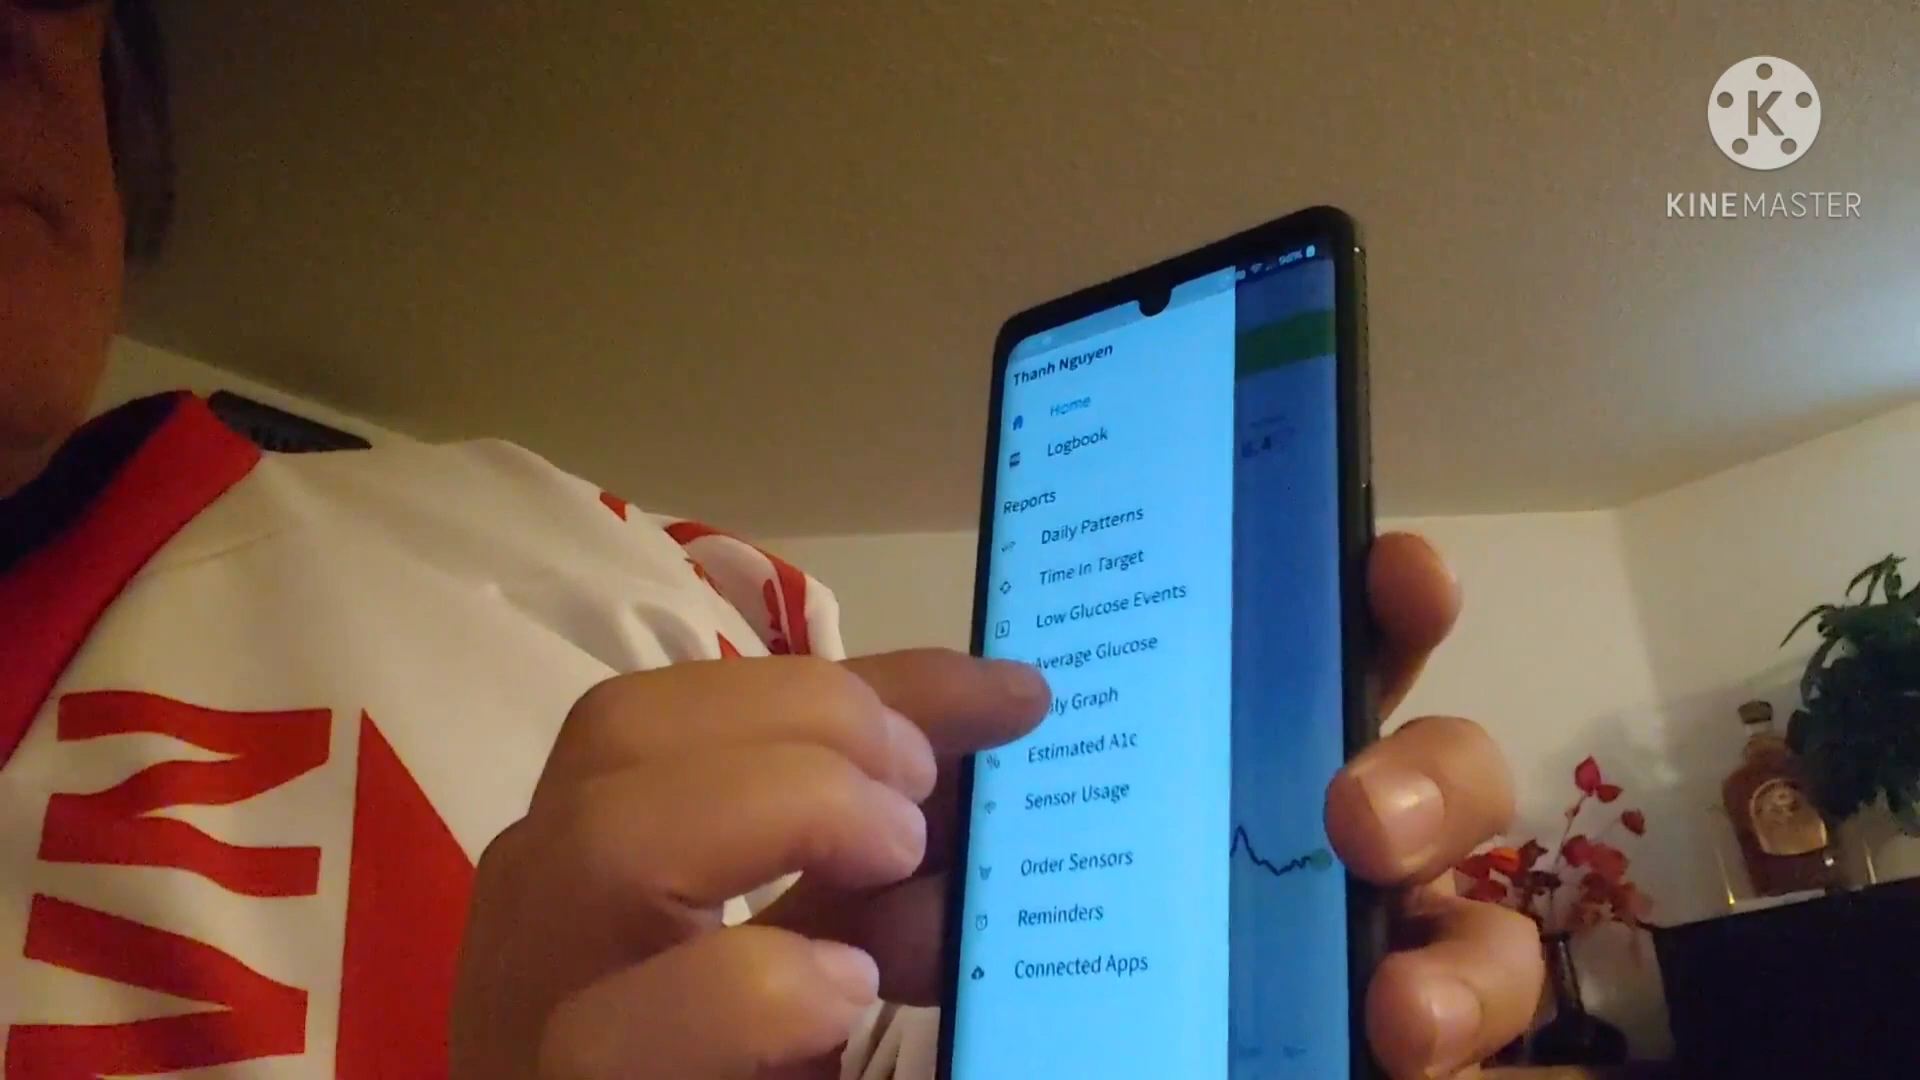 KINEMASTER
Thanh Nguyen
Home
Logbook
Reports
Daily Patterns
Time In Target
Low Glucose Events
Average Glucose
ly Graph
Estimated A1c
Sensor Usage
Order Sensors
Reminders
Connected Apps